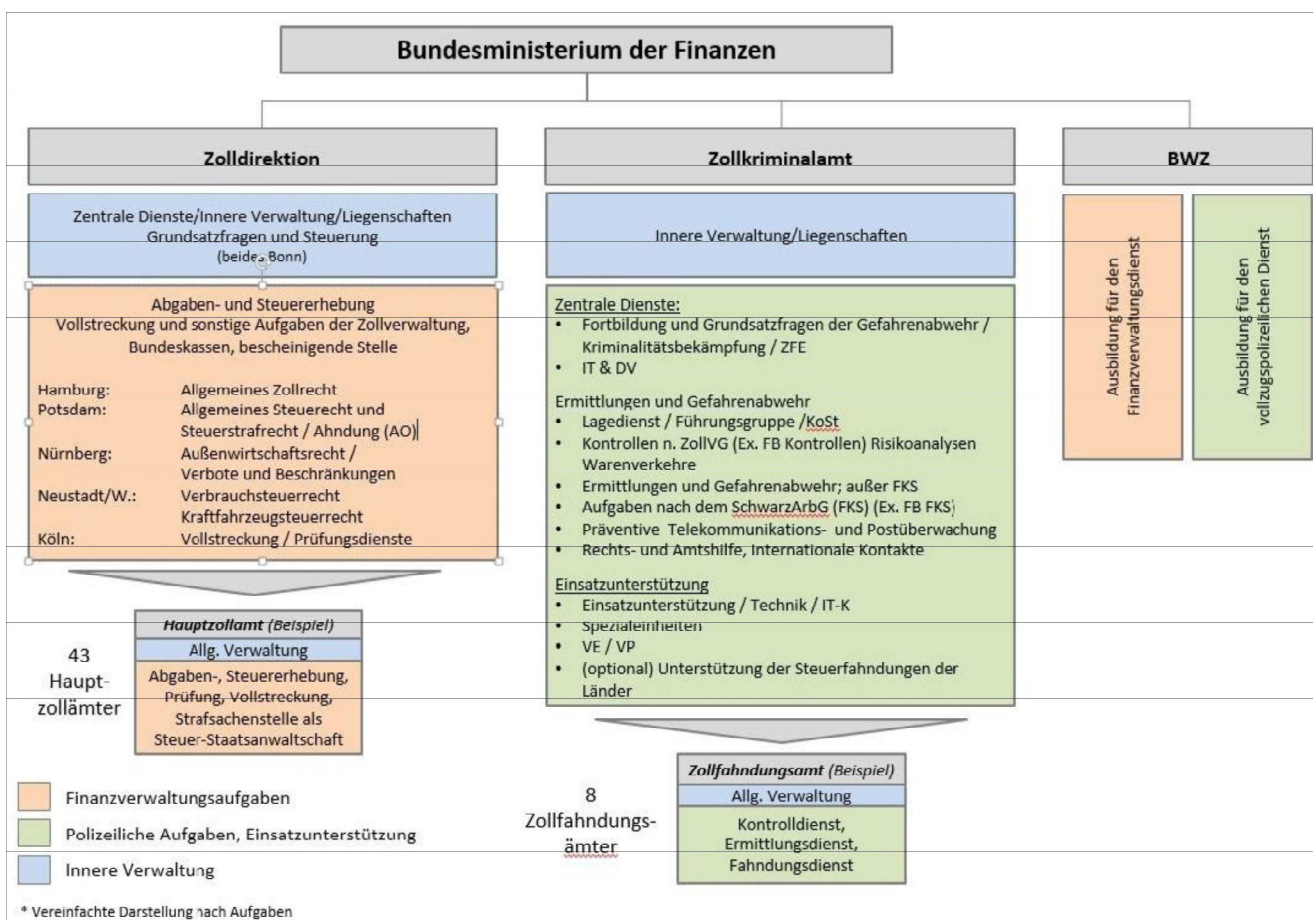 Bundesministerium der Finanzen
Zolldirektion
Zentrale Dienste/Innere Verwaltung/Liegenschaften
Grundsatzfragen und Steuerung
(beides Bonn)
Abgaben- und Steuererhebung
Vollstreckung und sonstige Aufgaben der Zollverwaltung,
Bundeskassen, bescheinigende Stelle
Hamburg: Allgemeines Zollrecht
Potsdam: Allgemeines Steuerecht und
Steuerstrafrecht / Ahndung (AO)
Nürnberg: Außenwirtschaftsrecht /
Verbote und Beschränkungen
Neustadt/W.: Verbrauchsteuerrecht
Kraftfahrzeugsteuerrecht
Köln: Vollstreckung / Prüfungsdienste
43
Haupt-
zollämter
Hauptzollamt (Beispiel)
Allg. Verwaltung
Abgaben-, Steuererhebung,
Prüfung, Vollstreckung,
Strafsachenstelle als
Steuer-Staatsanwaltschaft
Zollkriminalamt
Innere Verwaltung/Liegenschaften
Zentrale Dienste:
• Fortbildung und Grundsatzfragen der Gefahrenabwehr /
Kriminalitätsbekämpfung / ZFE
• IT & DV
Ermittlungen und Gefahrenabwehr
• Lagedienst / Führungsgruppe /KoSt
• Kontrollen n. ZollVG (Ex. FB Kontrollen) Risikoanalysen
Warenverkehre
• Ermittlungen und Gefahrenabwehr; außer FKS
• Aufgaben nach dem SchwarzArbG (FKS) (Ex. FB FKS)
• Präventive Telekommunikations- und Postüberwachung
• Rechts- und Amtshilfe, Internationale Kontakte
Einsatzunterstützung
• Einsatzunterstützung / Technik / IT-K
• Spezialeinheiten
• VE / VP
• (optional) Unterstützung der Steuerfahndungen der
Länder
8
Zollfahndungs-
ämter
Zollfahndungsamt (Beispiel)
Allg. Verwaltung
Kontrolldienst,
Ermittlungsdienst,
Fahndungsdienst
BWZ
Ausbildung für den
Finanzverwaltungsdienst
Ausbildung für den
vollzugspolizeilichen Dienst
Finanzverwaltungsaufgaben
Polizeiliche Aufgaben, Einsatzunterstützung
Innere Verwaltung
* Vereinfachte Darstellung nach Aufgaben